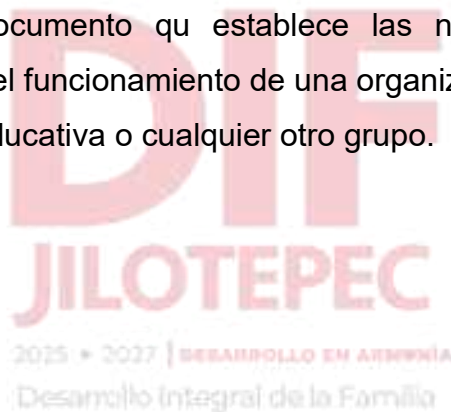 ocumento qu establece las n
el funcionamiento de una organiz
ducativa o cualquier otro grupo.
DIF
JILOTEPEC
2025 • 2027 | DESARROLLO EN ARMONÍA
Desarrollo Integral de la Familia